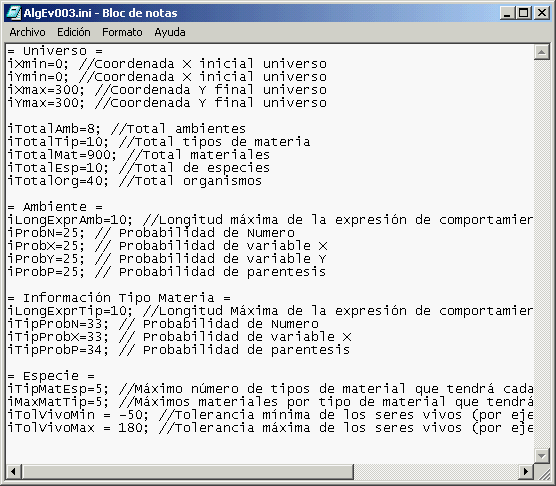 AlgEv003.ini - Bloc de notas
Archivo Edición Formato Ayuda
= Universo =
iXmin=0; //Coordenada X inicial universo
iYmin=0; //Coordenada X inicial universo
iXmax=300; //Coordenada Y final universo
iYmax=300; //Coordenada Y final universo
iTotalAmb=8; //Total ambientes
iTotalTip=10; //Total tipos de materia
iTotalMat=900; //Total materiales
iTotalEsp=10; //Total de especies
iTotalOrg=40; //Total organismos
= Ambiente =
iLongExprAmb=10; //Longitud máxima de la expresión de comportamien
iProbN=25; // Probabilidad de Numero
iProbX=25; // Probabilidad de variable X
iProbY=25; // Probabilidad de variable Y
iProbP=25; // Probabilidad de parentesis
= Información Tipo Materia =
iLongExprTip=10; //Longitud Máxima de la expresión de comportamien
iTipProbN=33; // Probabilidad de Numero
iTipProbX=33; // Probabilidad de variable X
iTipProbP=34; // Probabilidad de parentesis
= Especie =
iTipMatEsp=5; //Máximo número de tipos de material que tendrá cada
iMaxMatTip=5; //Máximos materiales por tipo de material que tendrá
iTolVivoMin = -50; //Tolerancia mínima de los seres vivos (por eje
iTolVivoMax = 180; //Tolerancia máxima de los seres vivos (por eje